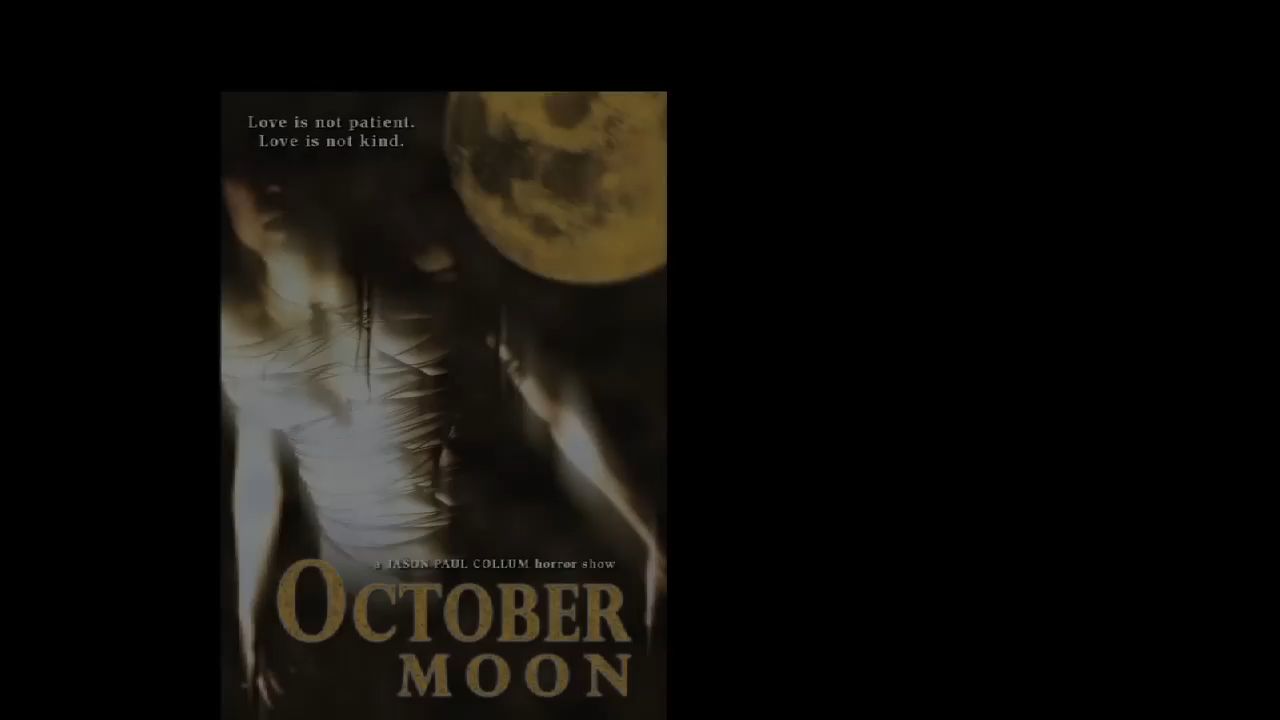 Love is not patient.
Love is not kind.
a JASON PAUL COLLUM horror show
OCTOBER
MOON